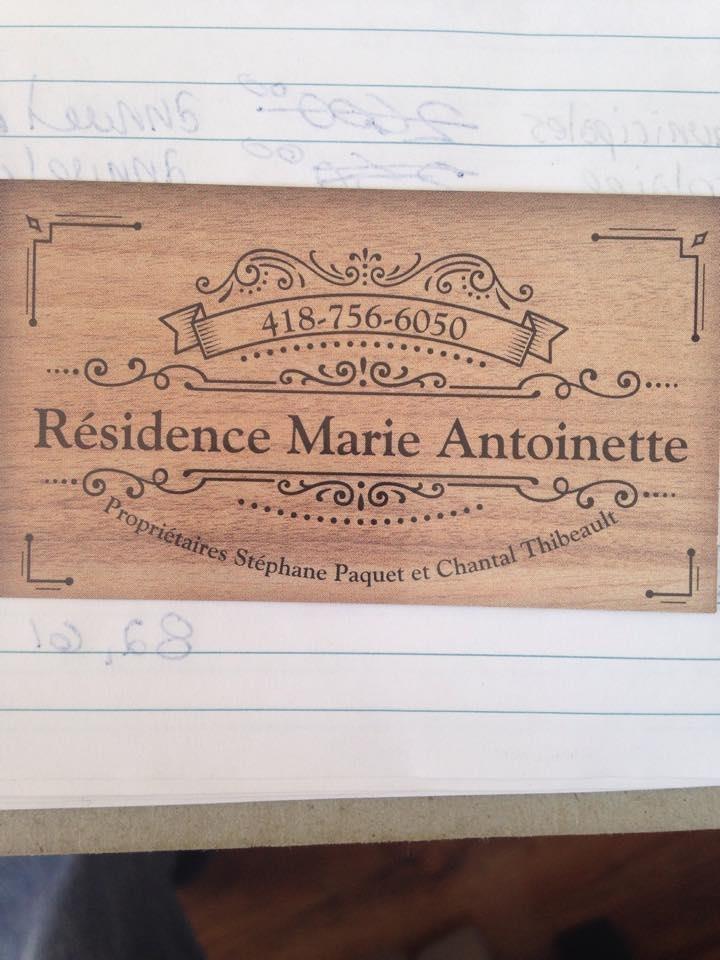 418-756-6050
Résidence Marie Antoinette
Propriétaires Stéphane Paquet et Chantal Thibeault